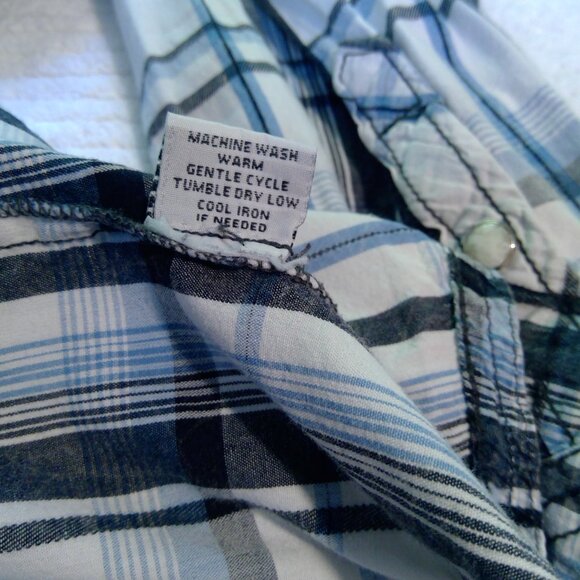 MACHINE WASH
WARM
GENTLE CYCLE
TUMBLE DRY LOW
COOL IRON
IF NEEDED